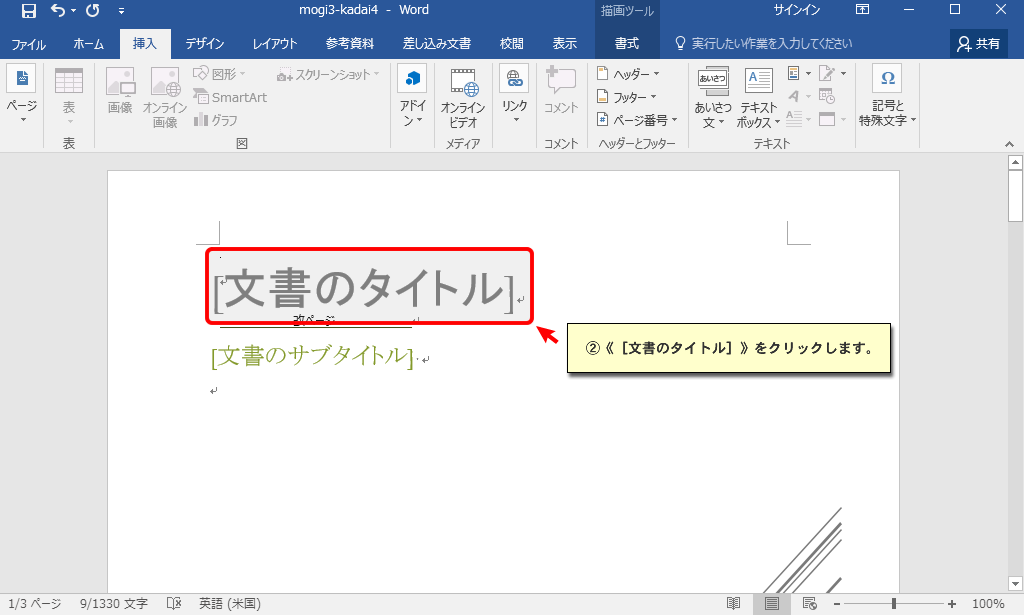 mogi3-kadai4 - Word
描画ツール
サインイン
ファイル ホーム 挿入 デザイン レイアウト 参考資料 差し込み文書 校閲 表示 書式 実行したい作業を入力してください 共有
ページ
表
画像
オンライン
画像
図形
SmartArt
グラフ
スクリーンショット
アドイ
ン
オンライン
ビデオ
リンク
コメント
ヘッダー
フッター
ページ番号
あいさつ
あいさつ
文
テキスト
ボックス
記号と
特殊文字
表 図 メディア コメント ヘッダーとフッター テキスト
[文書のタイトル]
改ページ
[文書のサブタイトル]
②《［文書のタイトル］》をクリックします。
1/3 ページ 9/1330 文字 英語 (米国) 100%